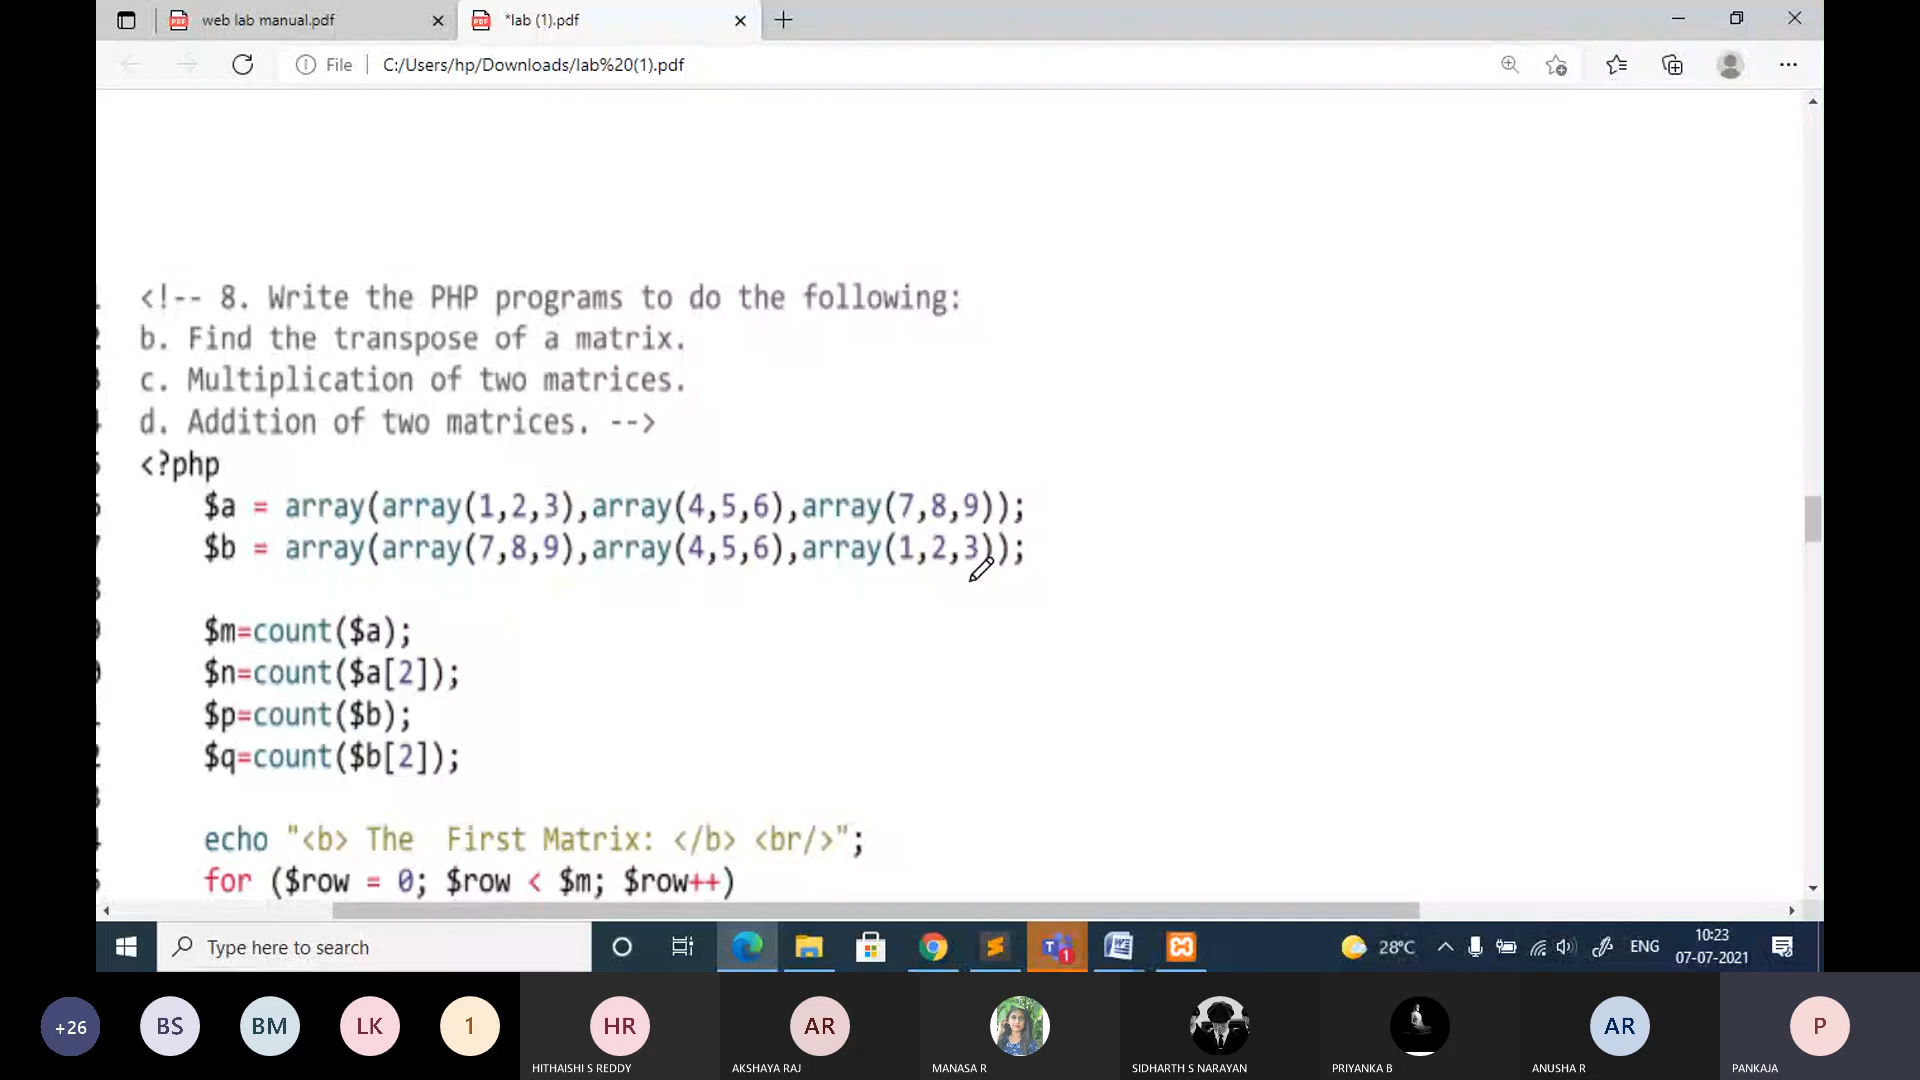 web lab manual.pdf
*lab (1).pdf
File
C:/Users/hp/Downloads/lab%20(1).pdf
<!-- 8. Write the PHP programs to do the following:
b. Find the transpose of a matrix.
c. Multiplication of two matrices.
d. Addition of two matrices. -->
<?php
$a = array(array(1,2,3),array(4,5,6),array(7,8,9));
$b = array(array(7,8,9),array(4,5,6),array(1,2,3));
$m=count($a);
$n=count($a[2]);
$p=count($b);
$q=count($b[2]);
echo "<b> The  First Matrix: </b> <br/>";
for ($row = 0; $row < $m; $row++)
Type here to search
1
28°C
ENG
10:23
07-07-2021
+26
BS
BM
LK
1
HR
AR
AR
P
HITHAISHI S REDDY
AKSHAYA RAJ
MANASA R
SIDHARTH S NARAYAN
PRIYANKA B
ANUSHA R
PANKAJA